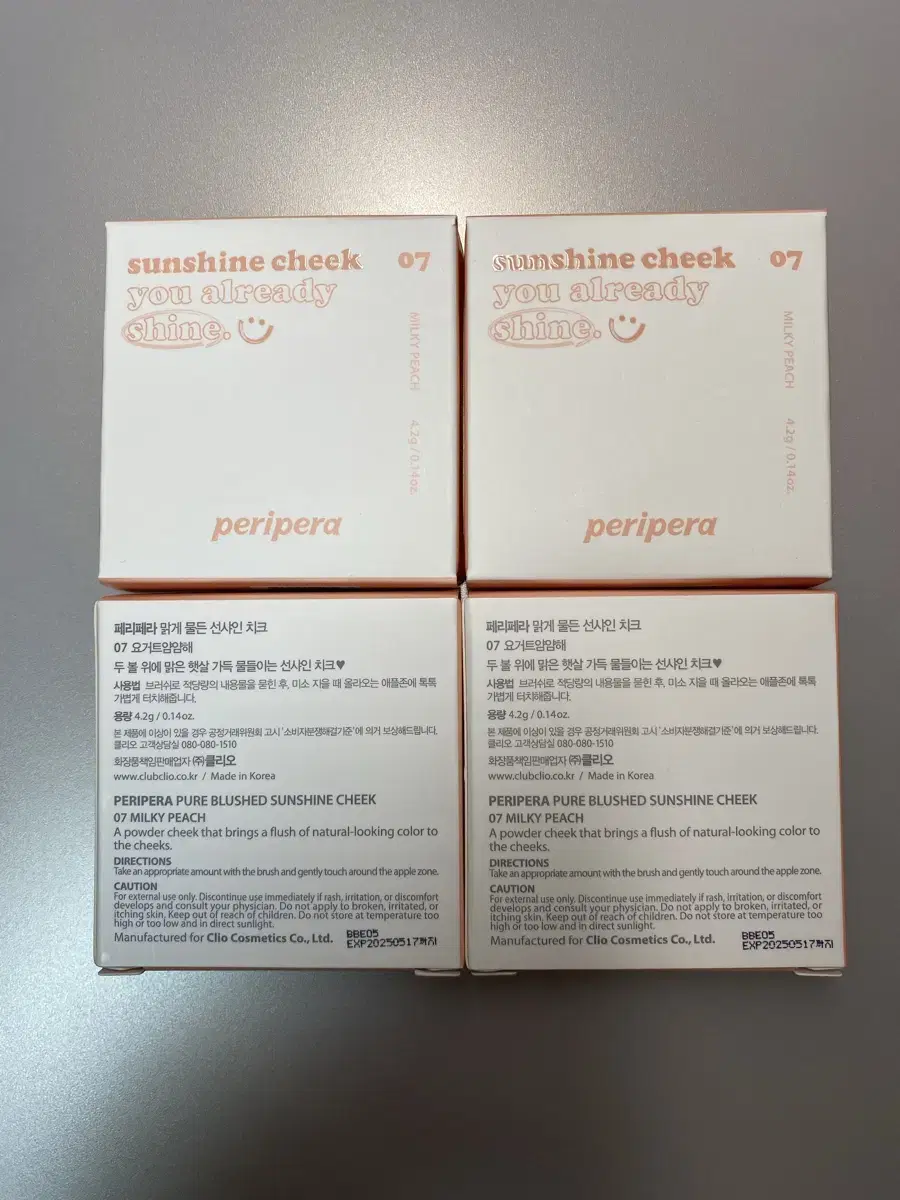 sunshine cheek 07
you already
shine.
MILKY PEACH 4.2g / 0.14oz.
peripera
sunshine cheek 07
you already
shine.
MILKY PEACH 4.2g / 0.14oz.
peripera
페리페라 맑게 물든 선샤인 치크
07 요거트얌얌해
두 볼 위에 맑은 햇살 가득 물들이는 선샤인 치크♥
사용법 브러쉬로 적당량의 내용물을 묻힌 후, 미소 지을 때 올라오는 애플존에 톡톡
가볍게 터치해줍니다.
용량 4.2g / 0.14oz.
본 제품에 이상이 있을 경우 공정거래위원회 고시 '소비자분쟁해결기준'에 의거 보상해드립니다.
클리오 고객상담실 080-080-1510
화장품책임판매업자 ㈜클리오
www.clubclio.co.kr / Made in Korea
PERIPERA PURE BLUSHED SUNSHINE CHEEK
07 MILKY PEACH
A powder cheek that brings a flush of natural-looking color to
the cheeks.
DIRECTIONS
Take an appropriate amount with the brush and gently touch around the apple zone.
CAUTION
For external use only. Discontinue use immediately if rash, irritation, or discomfort
develops and consult your physician. Do not apply to broken, irritated, or
itching skin, Keep out of reach of children. Do not store at temperature too
high or too low and in direct sunlight.
Manufactured for Clio Cosmetics Co., Ltd.
BBE05
EXP20250517까지
페리페라 맑게 물든 선샤인 치크
07 요거트얌얌해
두 볼 위에 맑은 햇살 가득 물들이는 선샤인 치크♥
사용법 브러쉬로 적당량의 내용물을 묻힌 후, 미소 지을 때 올라오는 애플존에 톡톡
가볍게 터치해줍니다.
용량 4.2g / 0.14oz.
본 제품에 이상이 있을 경우 공정거래위원회 고시 '소비자분쟁해결기준'에 의거 보상해드립니다.
클리오 고객상담실 080-080-1510
화장품책임판매업자 ㈜클리오
www.clubclio.co.kr / Made in Korea
PERIPERA PURE BLUSHED SUNSHINE CHEEK
07 MILKY PEACH
A powder cheek that brings a flush of natural-looking color to
the cheeks.
DIRECTIONS
Take an appropriate amount with the brush and gently touch around the apple zone.
CAUTION
For external use only. Discontinue use immediately if rash, irritation, or discomfort
develops and consult your physician. Do not apply to broken, irritated, or
itching skin, Keep out of reach of children. Do not store at temperature too
high or too low and in direct sunlight.
Manufactured for Clio Cosmetics Co., Ltd.
BBE05
EXP20250517까지